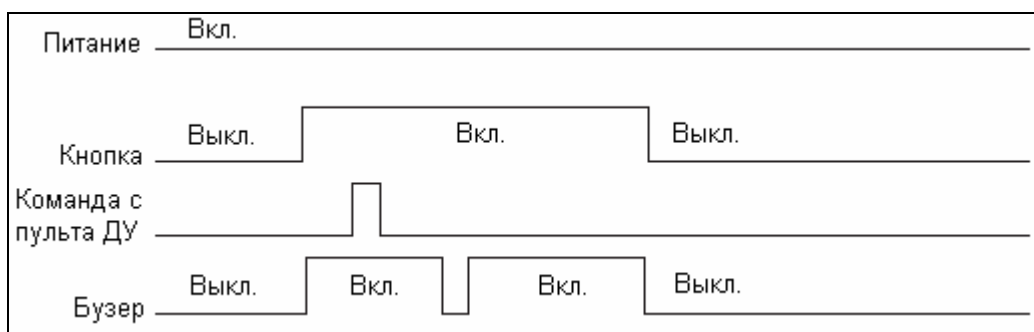 Питание
Вкл.
Кнопка
Выкл.
Вкл.
Выкл.
Команда с
пульта ДУ
Бузер
Выкл.
Вкл.
Вкл.
Выкл.